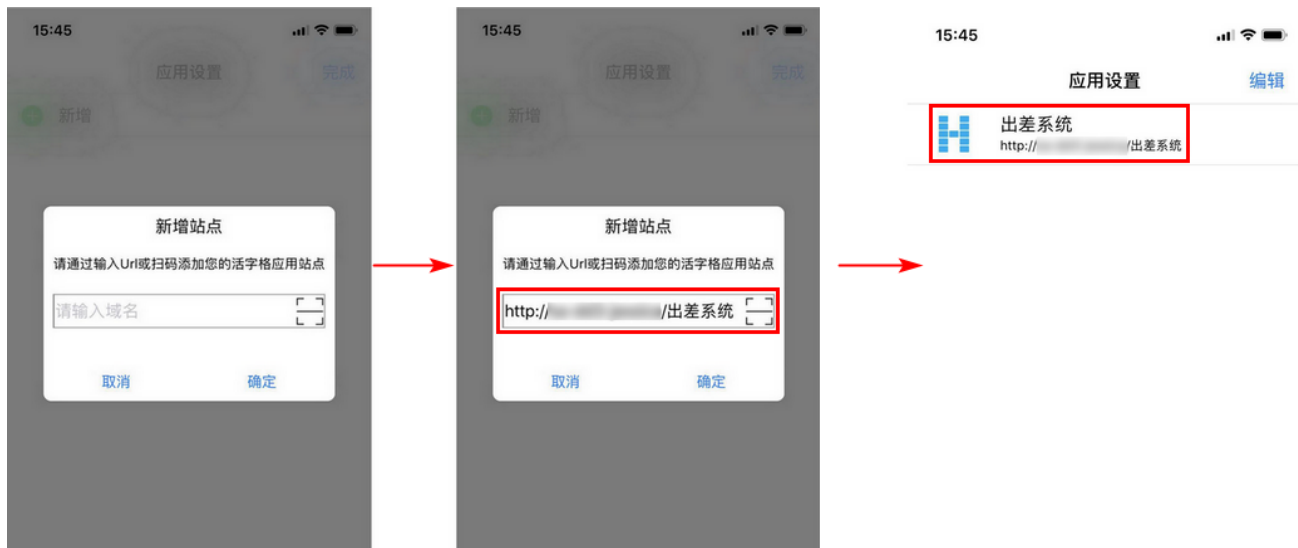 15:45
应用设置
完成
新增
新增站点
请通过输入Url或扫码添加您的活字格应用站点
请输入域名
取消
确定
15:45
应用设置
完成
新增
新增站点
请通过输入Url或扫码添加您的活字格应用站点
http:// /出差系统
取消
确定
15:45
应用设置
编辑
出差系统
http:// /出差系统